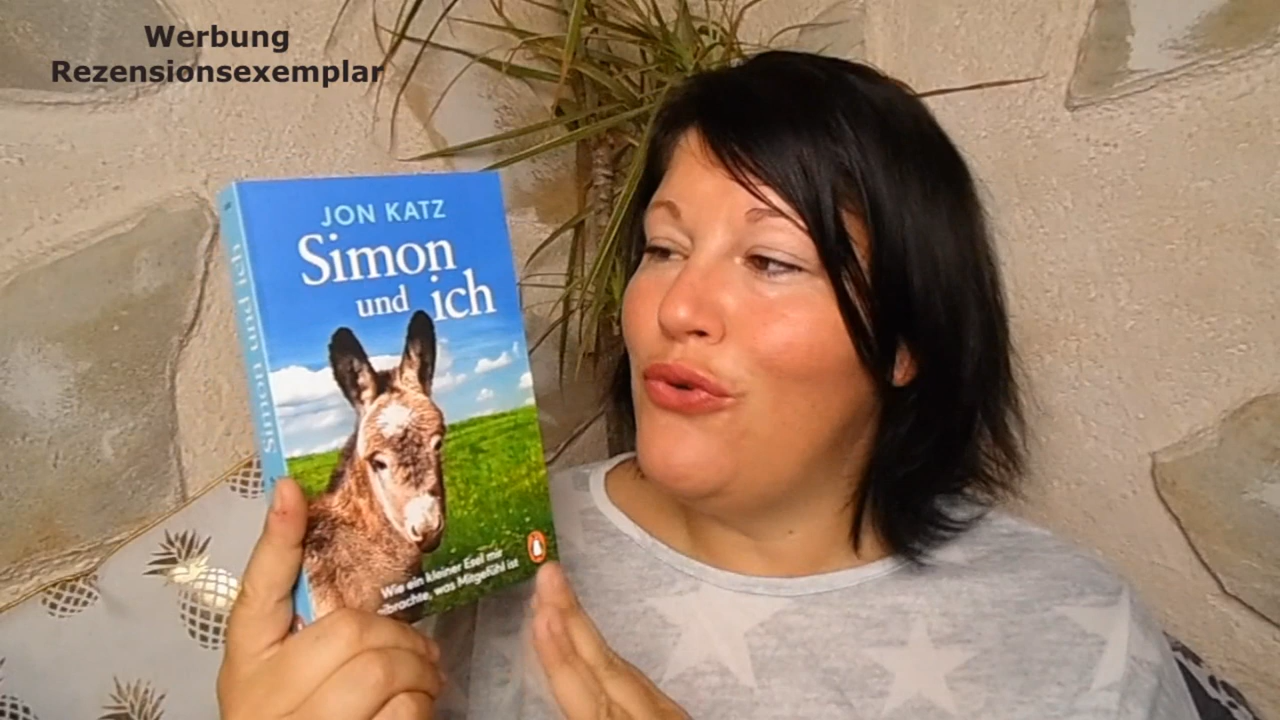 Werbung
Rezensionsexemplar
JON KATZ
Simon
und ich
Wie ein kleiner Esel mir
was Mitgefühl ist
Simon und ich